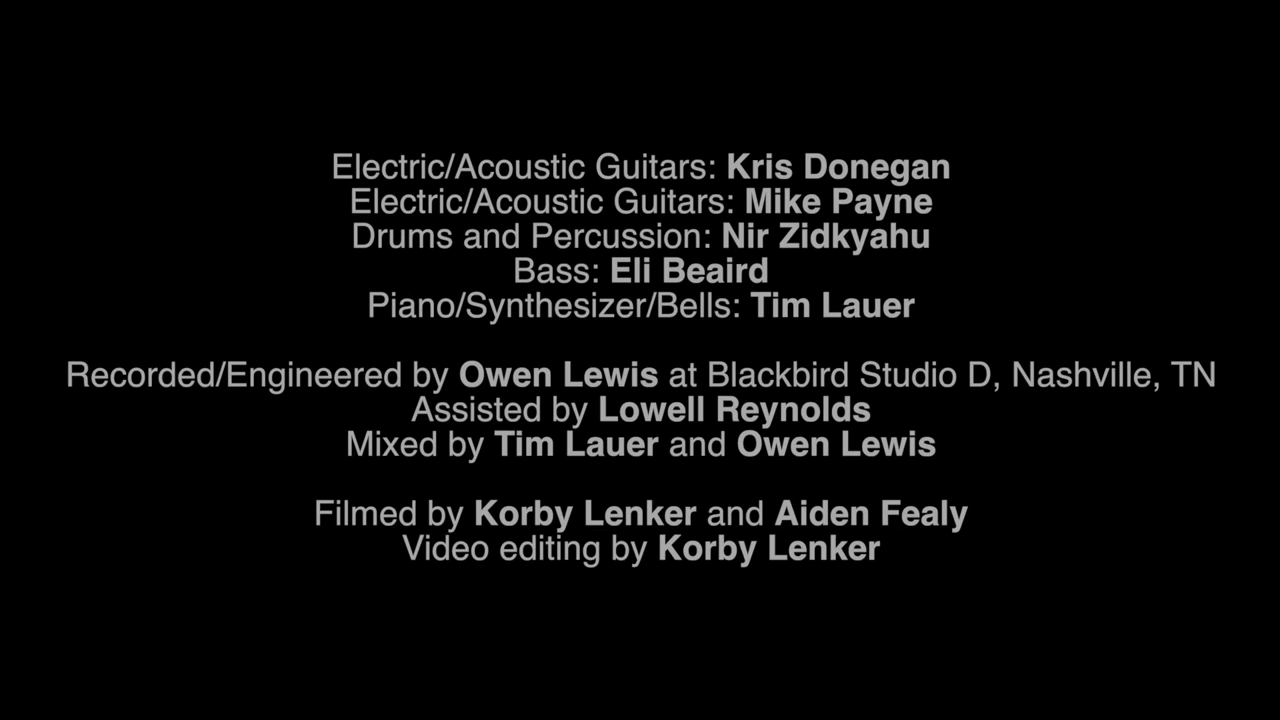 Electric/Acoustic Guitars: Kris Donegan
Electric/Acoustic Guitars: Mike Payne
Drums and Percussion: Nir Zidkyahu
Bass: Eli Beaird
Piano/Synthesizer/Bells: Tim Lauer
Recorded/Engineered by Owen Lewis at Blackbird Studio D, Nashville, TN
Assisted by Lowell Reynolds
Mixed by Tim Lauer and Owen Lewis
Filmed by Korby Lenker and Aiden Fealy
Video editing by Korby Lenker